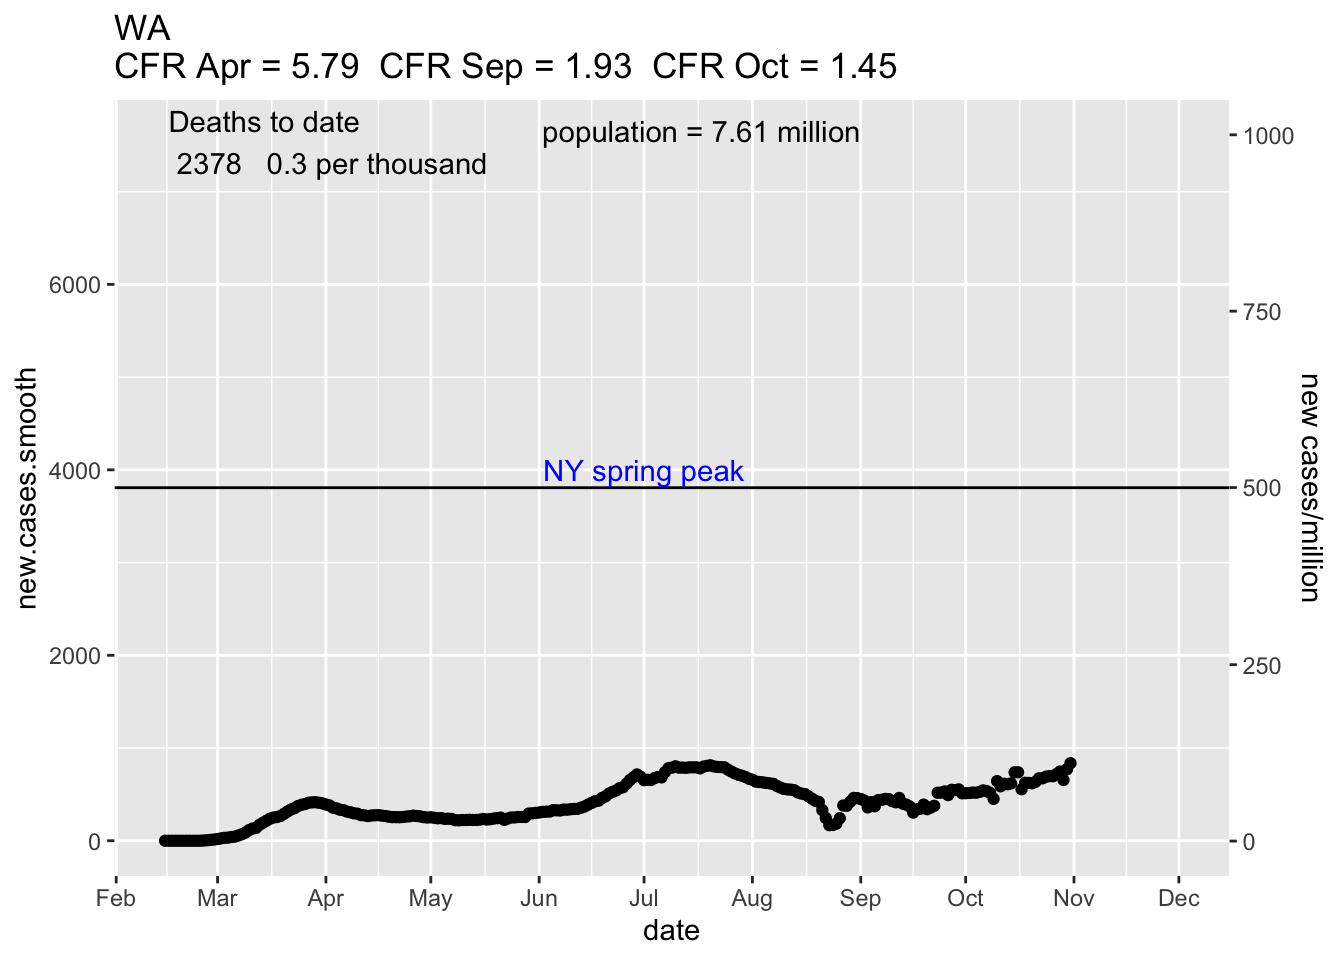 WA
CFR Apr = 5.79  CFR Sep = 1.93  CFR Oct = 1.45
Deaths to date
2378   0.3 per thousand
population = 7.61 million
NY spring peak
new.cases.smooth
6000
4000
2000
0
1000
750
500
250
0
new cases/million
Feb Mar Apr May Jun Jul Aug Sep Oct Nov Dec
date